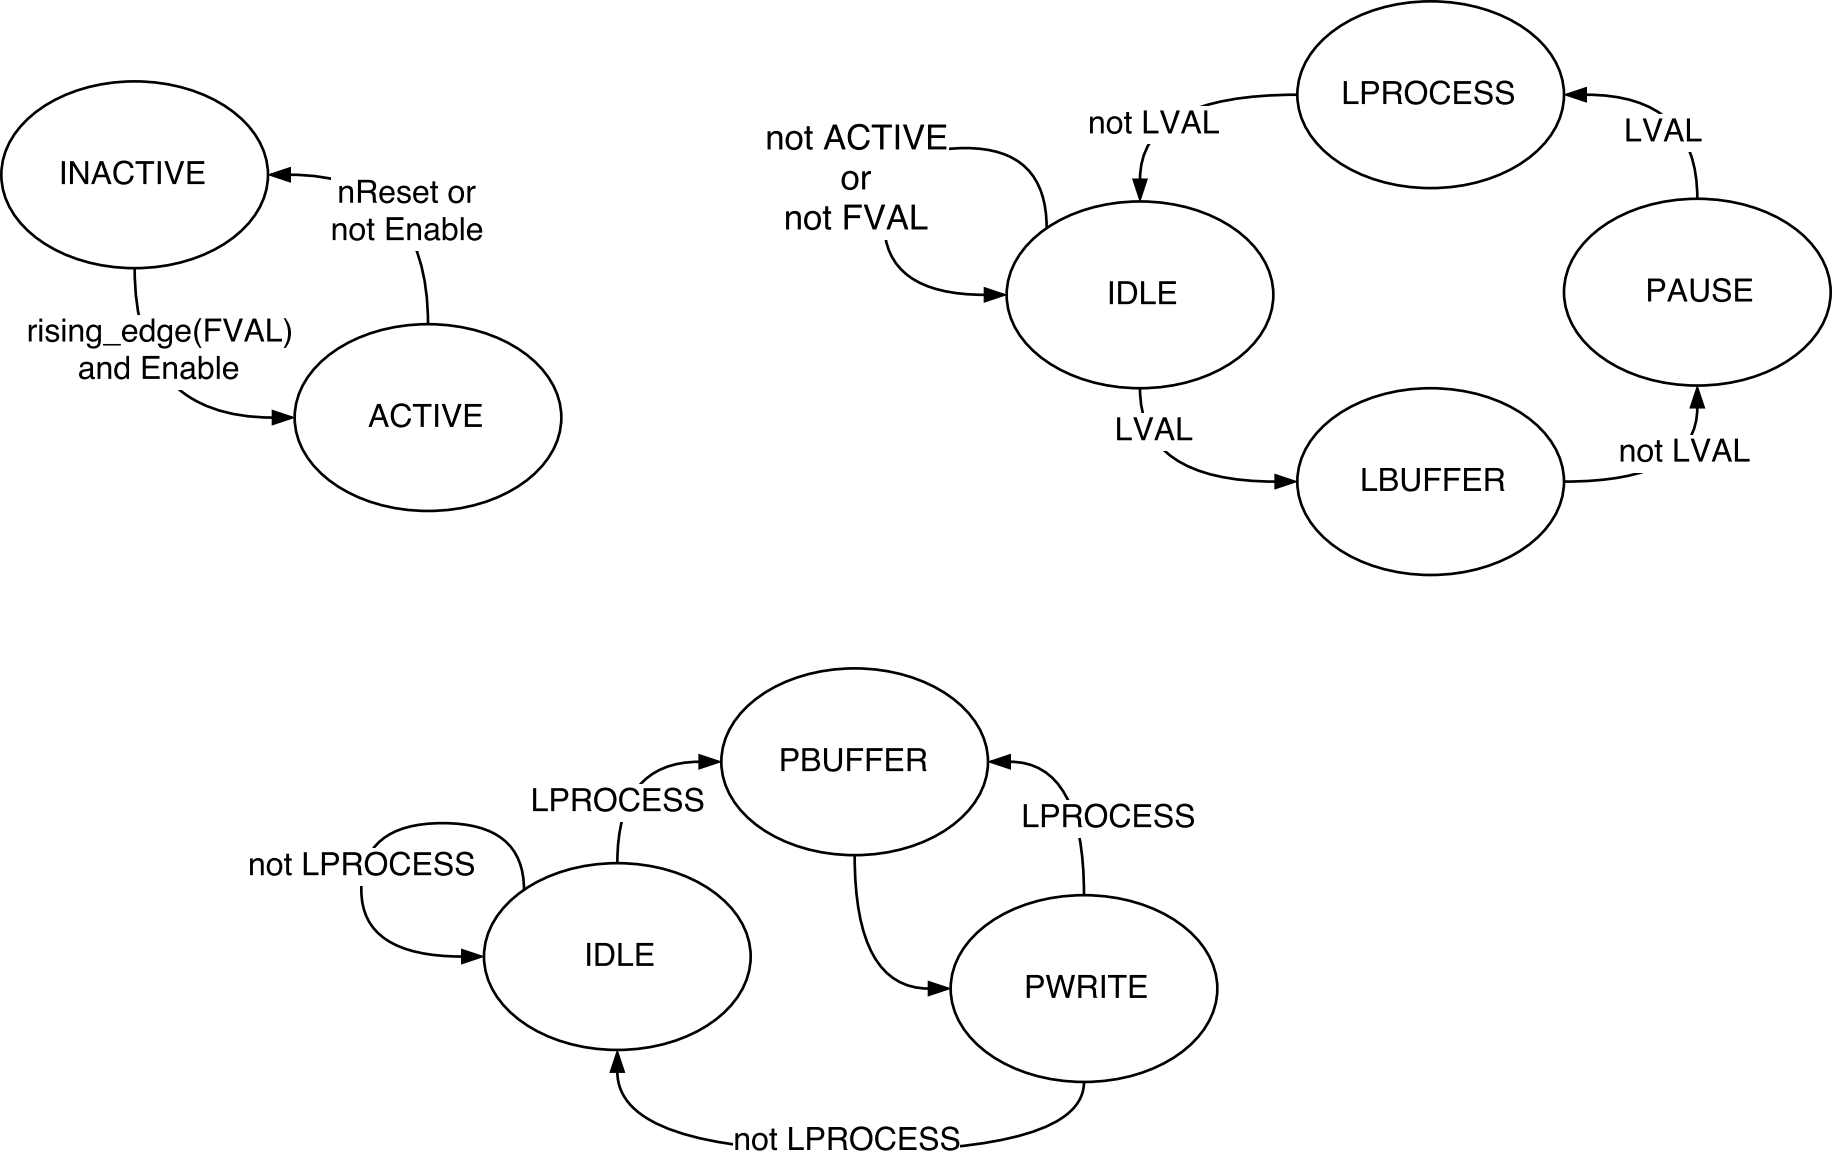 INACTIVE
nReset or
not Enable
rising_edge(FVAL)
and Enable
ACTIVE
LPROCESS
not LVAL
LVAL
not ACTIVE
or
not FVAL
IDLE
PAUSE
LVAL
LBUFFER
not LVAL
PBUFFER
LPROCESS
LPROCESS
not LPROCESS
IDLE
PWRITE
not LPROCESS